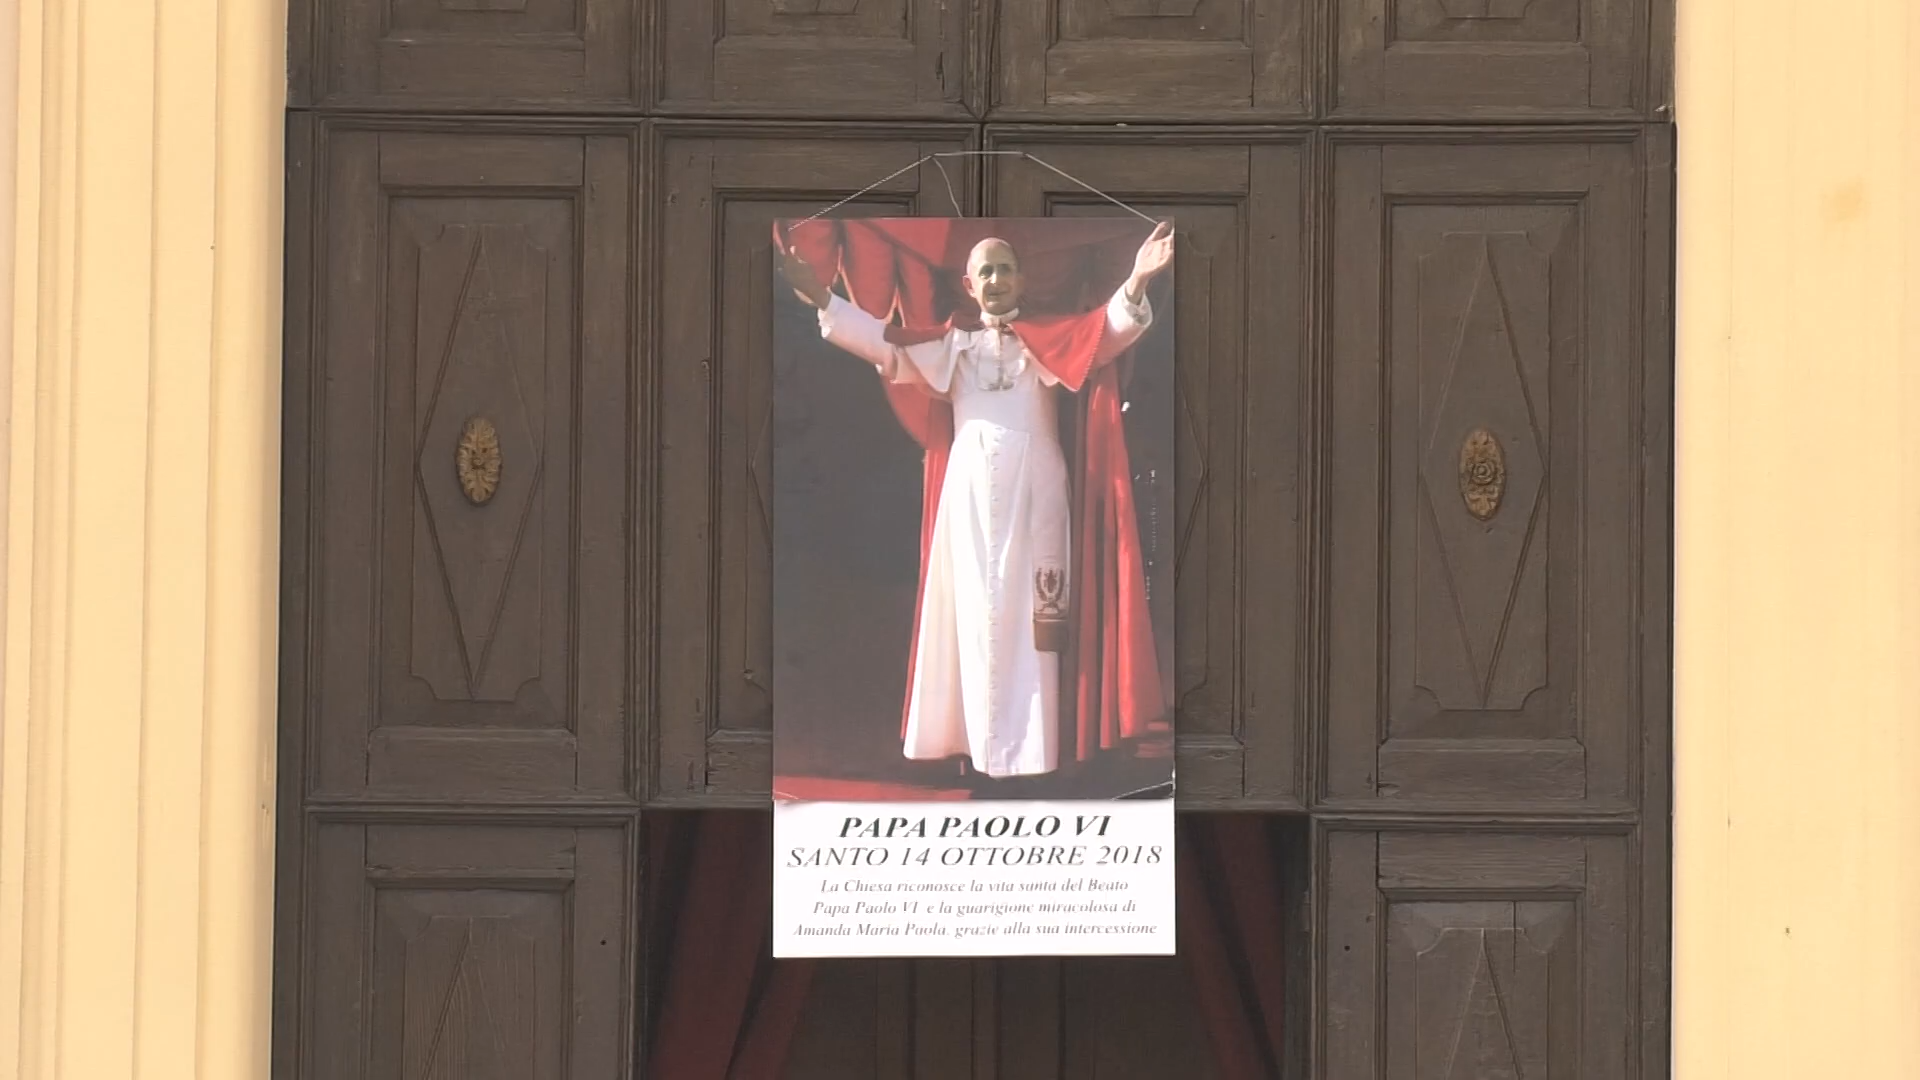 PAPA PAOLO VI
SANTO 14 OTTOBRE 2018
La Chiesa riconosce la vita santa del Beato
Papa Paolo VI e la guarigione miracolosa di
Amanda Maria Paola, grazie alla sua intercessione